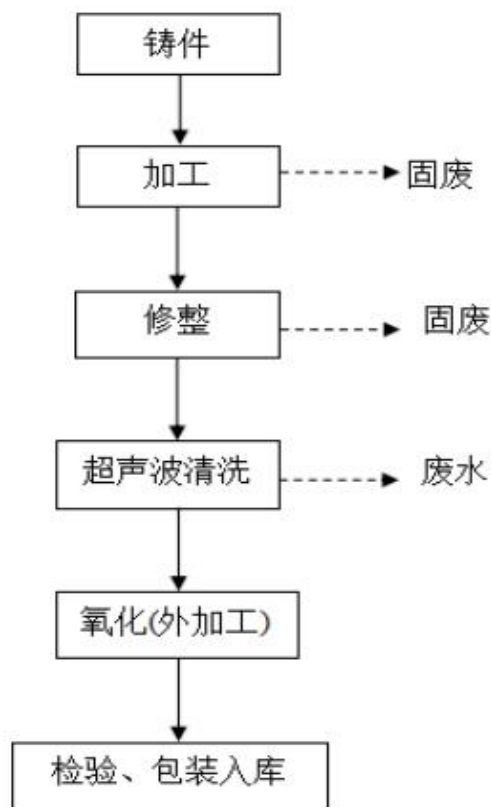 铸件
加工
固废
修整
固废
超声波清洗
废水
氧化(外加工)
检验、包装入库